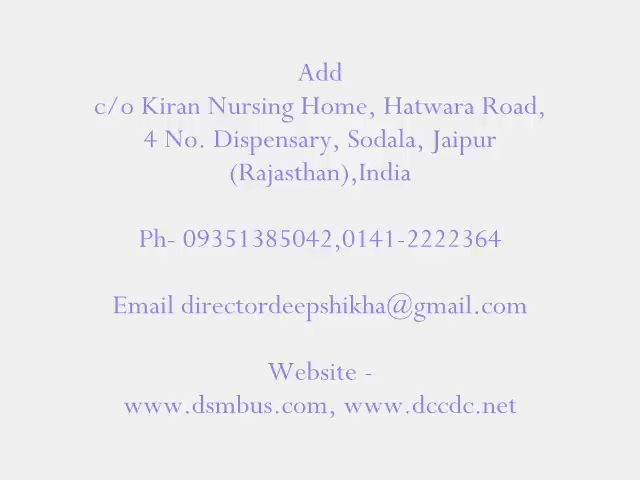 Add
c/o Kiran Nursing Home, Hatwara Road,
4 No. Dispensary, Sodala, Jaipur
(Rajasthan),India
Ph- 09351385042,0141-2222364
Email directordeepshikha@gmail.com
Website -
www.dsmbus.com, www.dccdc.net